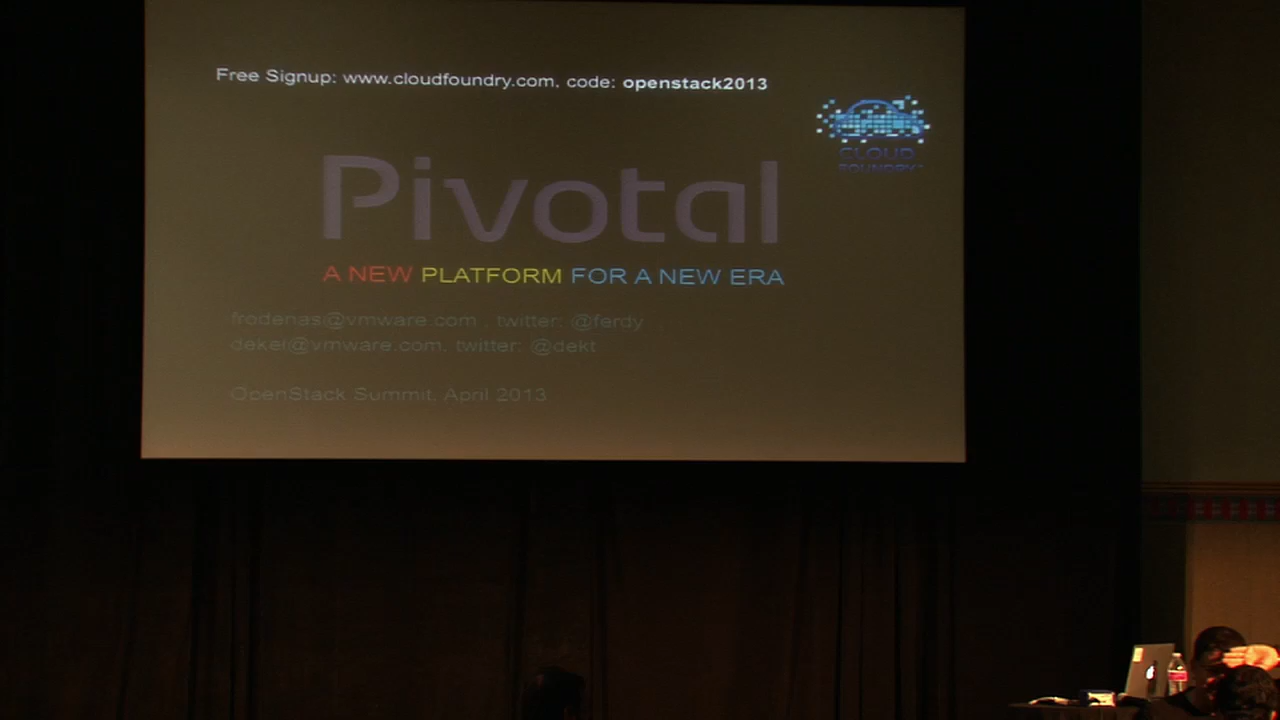 Free Signup: www.cloudfoundry.com, code: openstack2013
CLOUD
FOUNDRY
Pivotal
A NEW PLATFORM FOR A NEW ERA
frodenas@vmware.com , twitter: @ferdy
dekel@vmware.com, twitter: @dekt
OpenStack Summit, April 2013